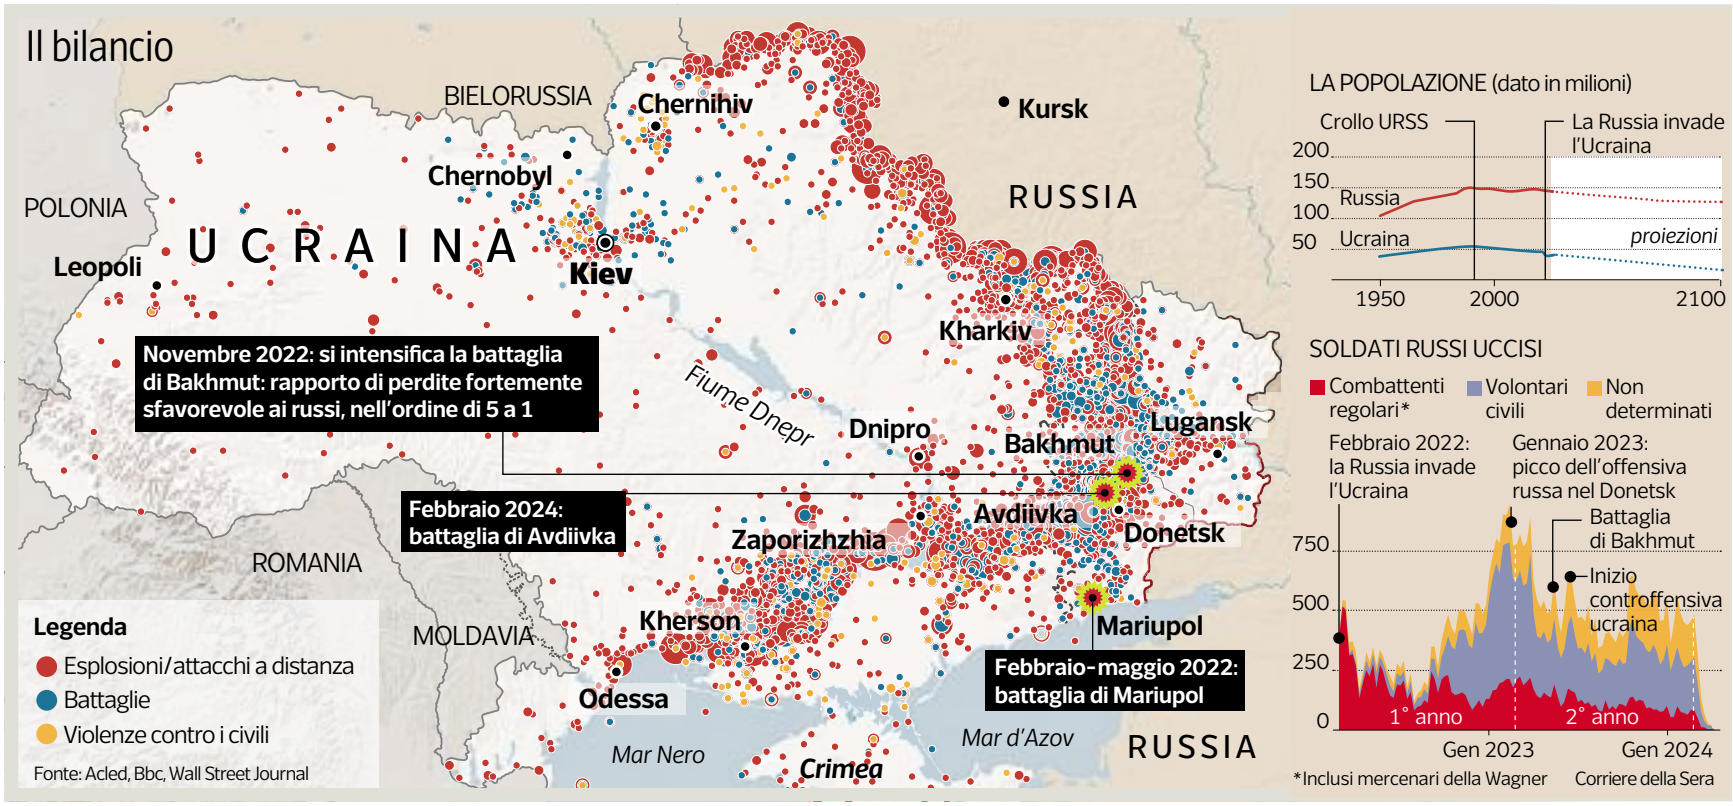 Il bilancio
BIELORUSSIA
Chernihiv
Kursk
Chernobyl
POLONIA
RUSSIA
UCRAINA
Leopoli
Kiev
Kharkiv
Novembre 2022: si intensifica la battaglia
di Bakhmut: rapporto di perdite fortemente
sfavorevole ai russi, nell'ordine di 5 a 1
Fiume Dnepr
Dnipro
Lugansk
Bakhmut
Febbraio 2024:
battaglia di Avdiivka
Avdiivka
Donetsk
Zaporizhzhia
ROMANIA
Kherson
MOLDAVIA
Mariupol
Febbraio-maggio 2022:
battaglia di Mariupol
Odessa
Mar Nero
Mar d'Azov
RUSSIA
Crimea
Legenda
Esplosioni/attacchi a distanza
Battaglie
Violenze contro i civili
Fonte: Acled, Bbc, Wall Street Journal
LA POPOLAZIONE (dato in milioni)
Crollo URSS
La Russia invade
l'Ucraina
200
150
Russia
100
Ucraina
50
proiezioni
1950
2000
2100
SOLDATI RUSSI UCCISI
Combattenti
regolari*
Volontari
civili
Non
determinati
Febbraio 2022:
la Russia invade
l'Ucraina
Gennaio 2023:
picco dell'offensiva
russa nel Donetsk
Battaglia
di Bakhmut
Inizio
controffensiva
ucraina
750
500
250
0
1° anno
2° anno
Gen 2023
Gen 2024
*Inclusi mercenari della Wagner
Corriere della Sera